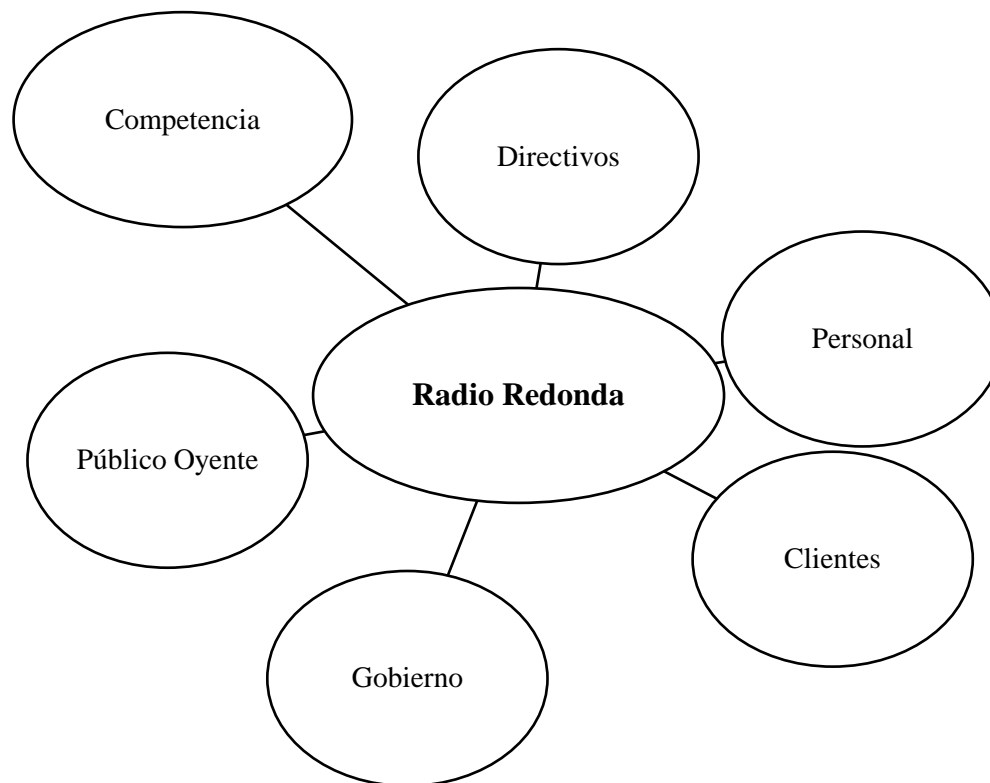 Competencia
Directivos
Personal
Radio Redonda
Público Oyente
Clientes
Gobierno